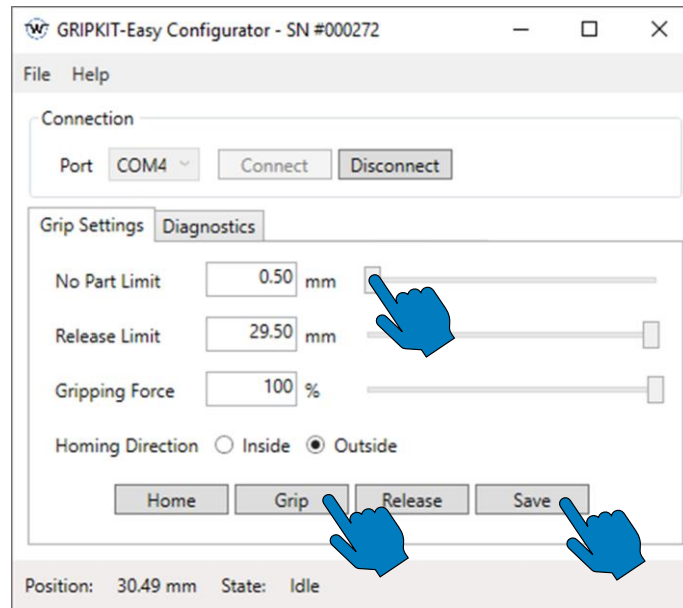 GRIPKIT-Easy Configurator - SN #000272
File Help
Connection
Port COM4 Connect Disconnect
Grip Settings Diagnostics
No Part Limit 0.50 mm
Release Limit 29.50 mm
Gripping Force 100 %
Homing Direction Inside Outside
Home Grip Release Save
Position: 30.49 mm State: Idle